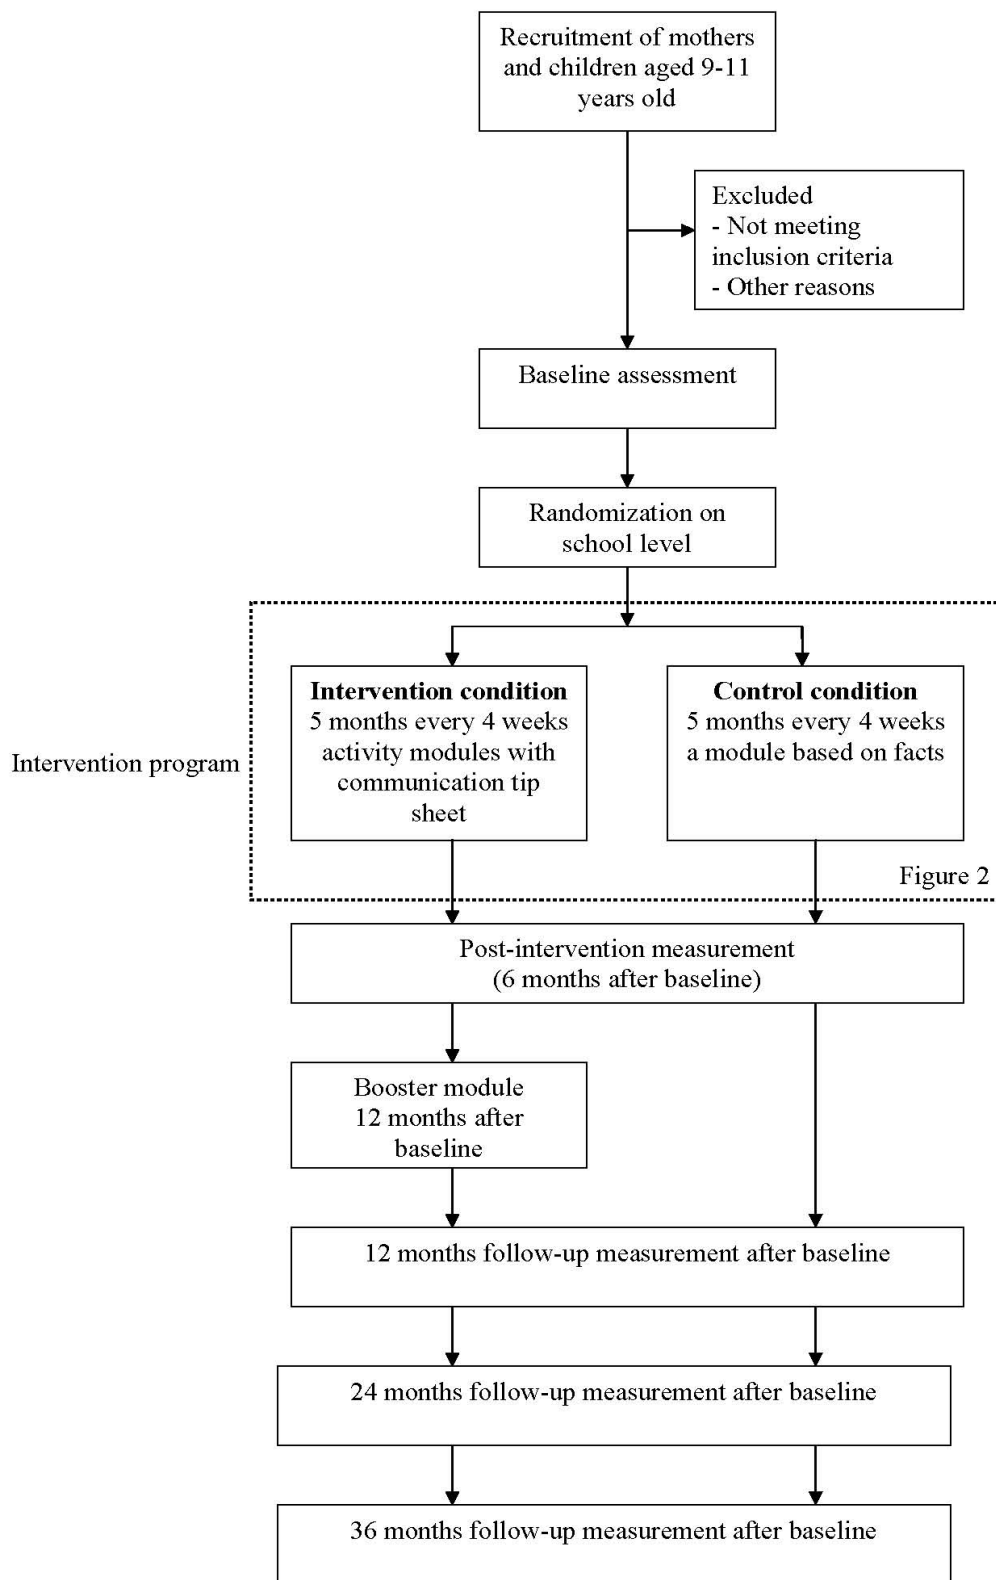 Recruitment of mothers
and children aged 9-11
years old
Excluded
- Not meeting
inclusion criteria
- Other reasons
Baseline assessment
Randomization on
school level
Intervention program
Intervention condition
5 months every 4 weeks
activity modules with
communication tip
sheet
Control condition
5 months every 4 weeks
a module based on facts
Figure 2
Post-intervention measurement
(6 months after baseline)
Booster module
12 months after
baseline
12 months follow-up measurement after baseline
24 months follow-up measurement after baseline
36 months follow-up measurement after baseline